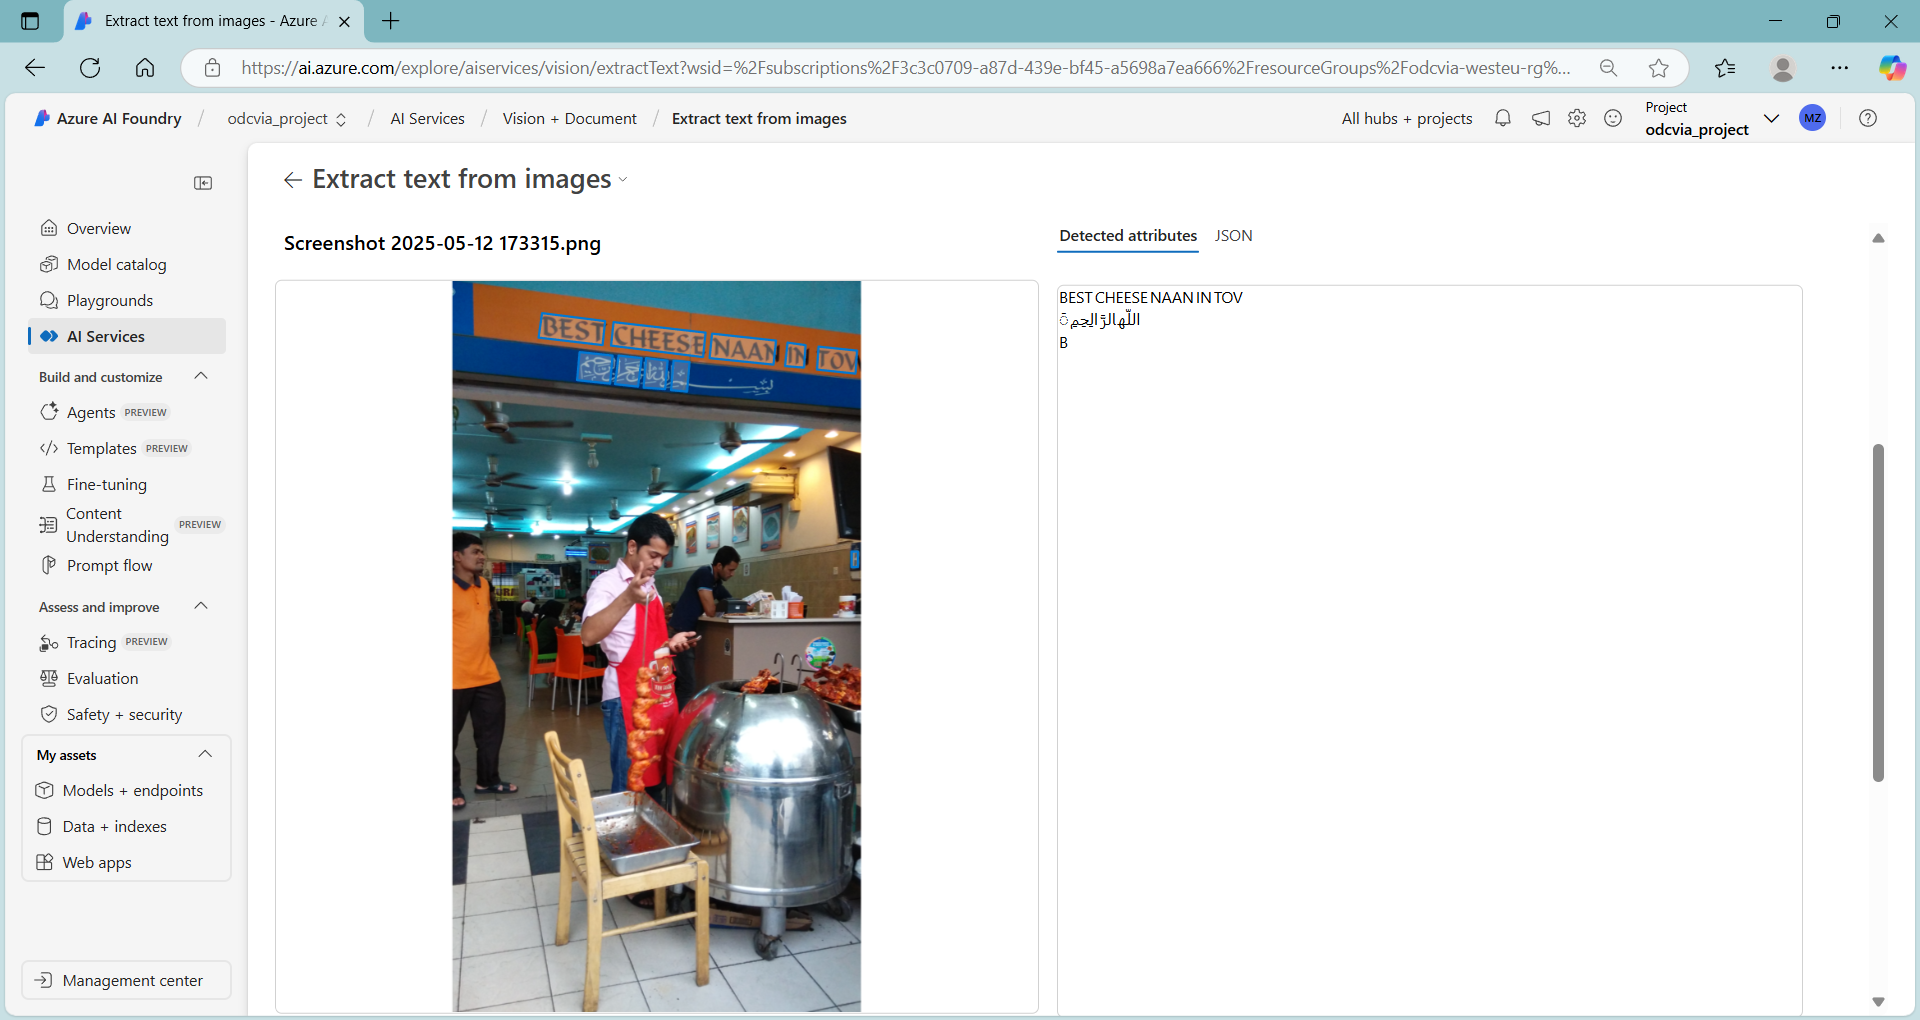 Extract text from images - Azure A
https://ai.azure.com/explore/aiservices/vision/extractText?wsid=%2Fsubscriptions%2F3c3c0709-a87d-439e-bf45-a5698a7ea666%2FresourceGroups%2Fodcvia-westeu-rg%...
Azure AI Foundry / odcvia_project / AI Services / Vision + Document / Extract text from images
All hubs + projects
Project
odcvia_project
MZ
Extract text from images
Overview
Model catalog
Playgrounds
AI Services
Build and customize
Agents PREVIEW
Templates PREVIEW
Fine-tuning
Content
Understanding PREVIEW
Prompt flow
Assess and improve
Tracing PREVIEW
Evaluation
Safety + security
My assets
Models + endpoints
Data + indexes
Web apps
Management center
Screenshot 2025-05-12 173315.png
BEST CHEESE NAAN IN TOV
Detected attributes JSON
BEST CHEESE NAAN IN TOV
B